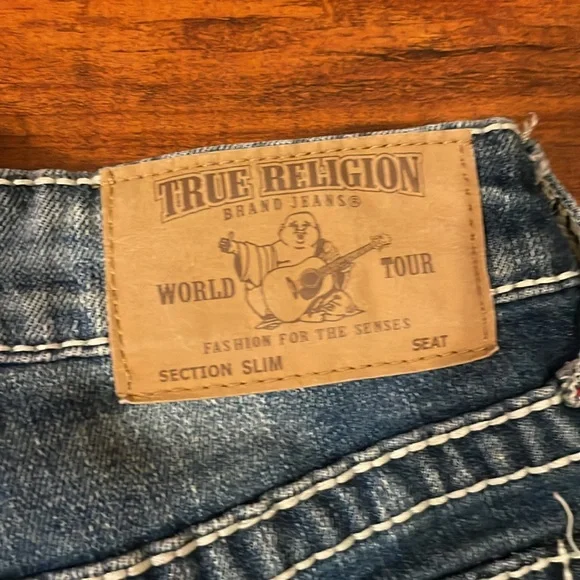 TRUE RELIGION
BRAND JEANS®
WORLD TOUR
FASHION FOR THE SENSES
SECTION SLIM SEAT